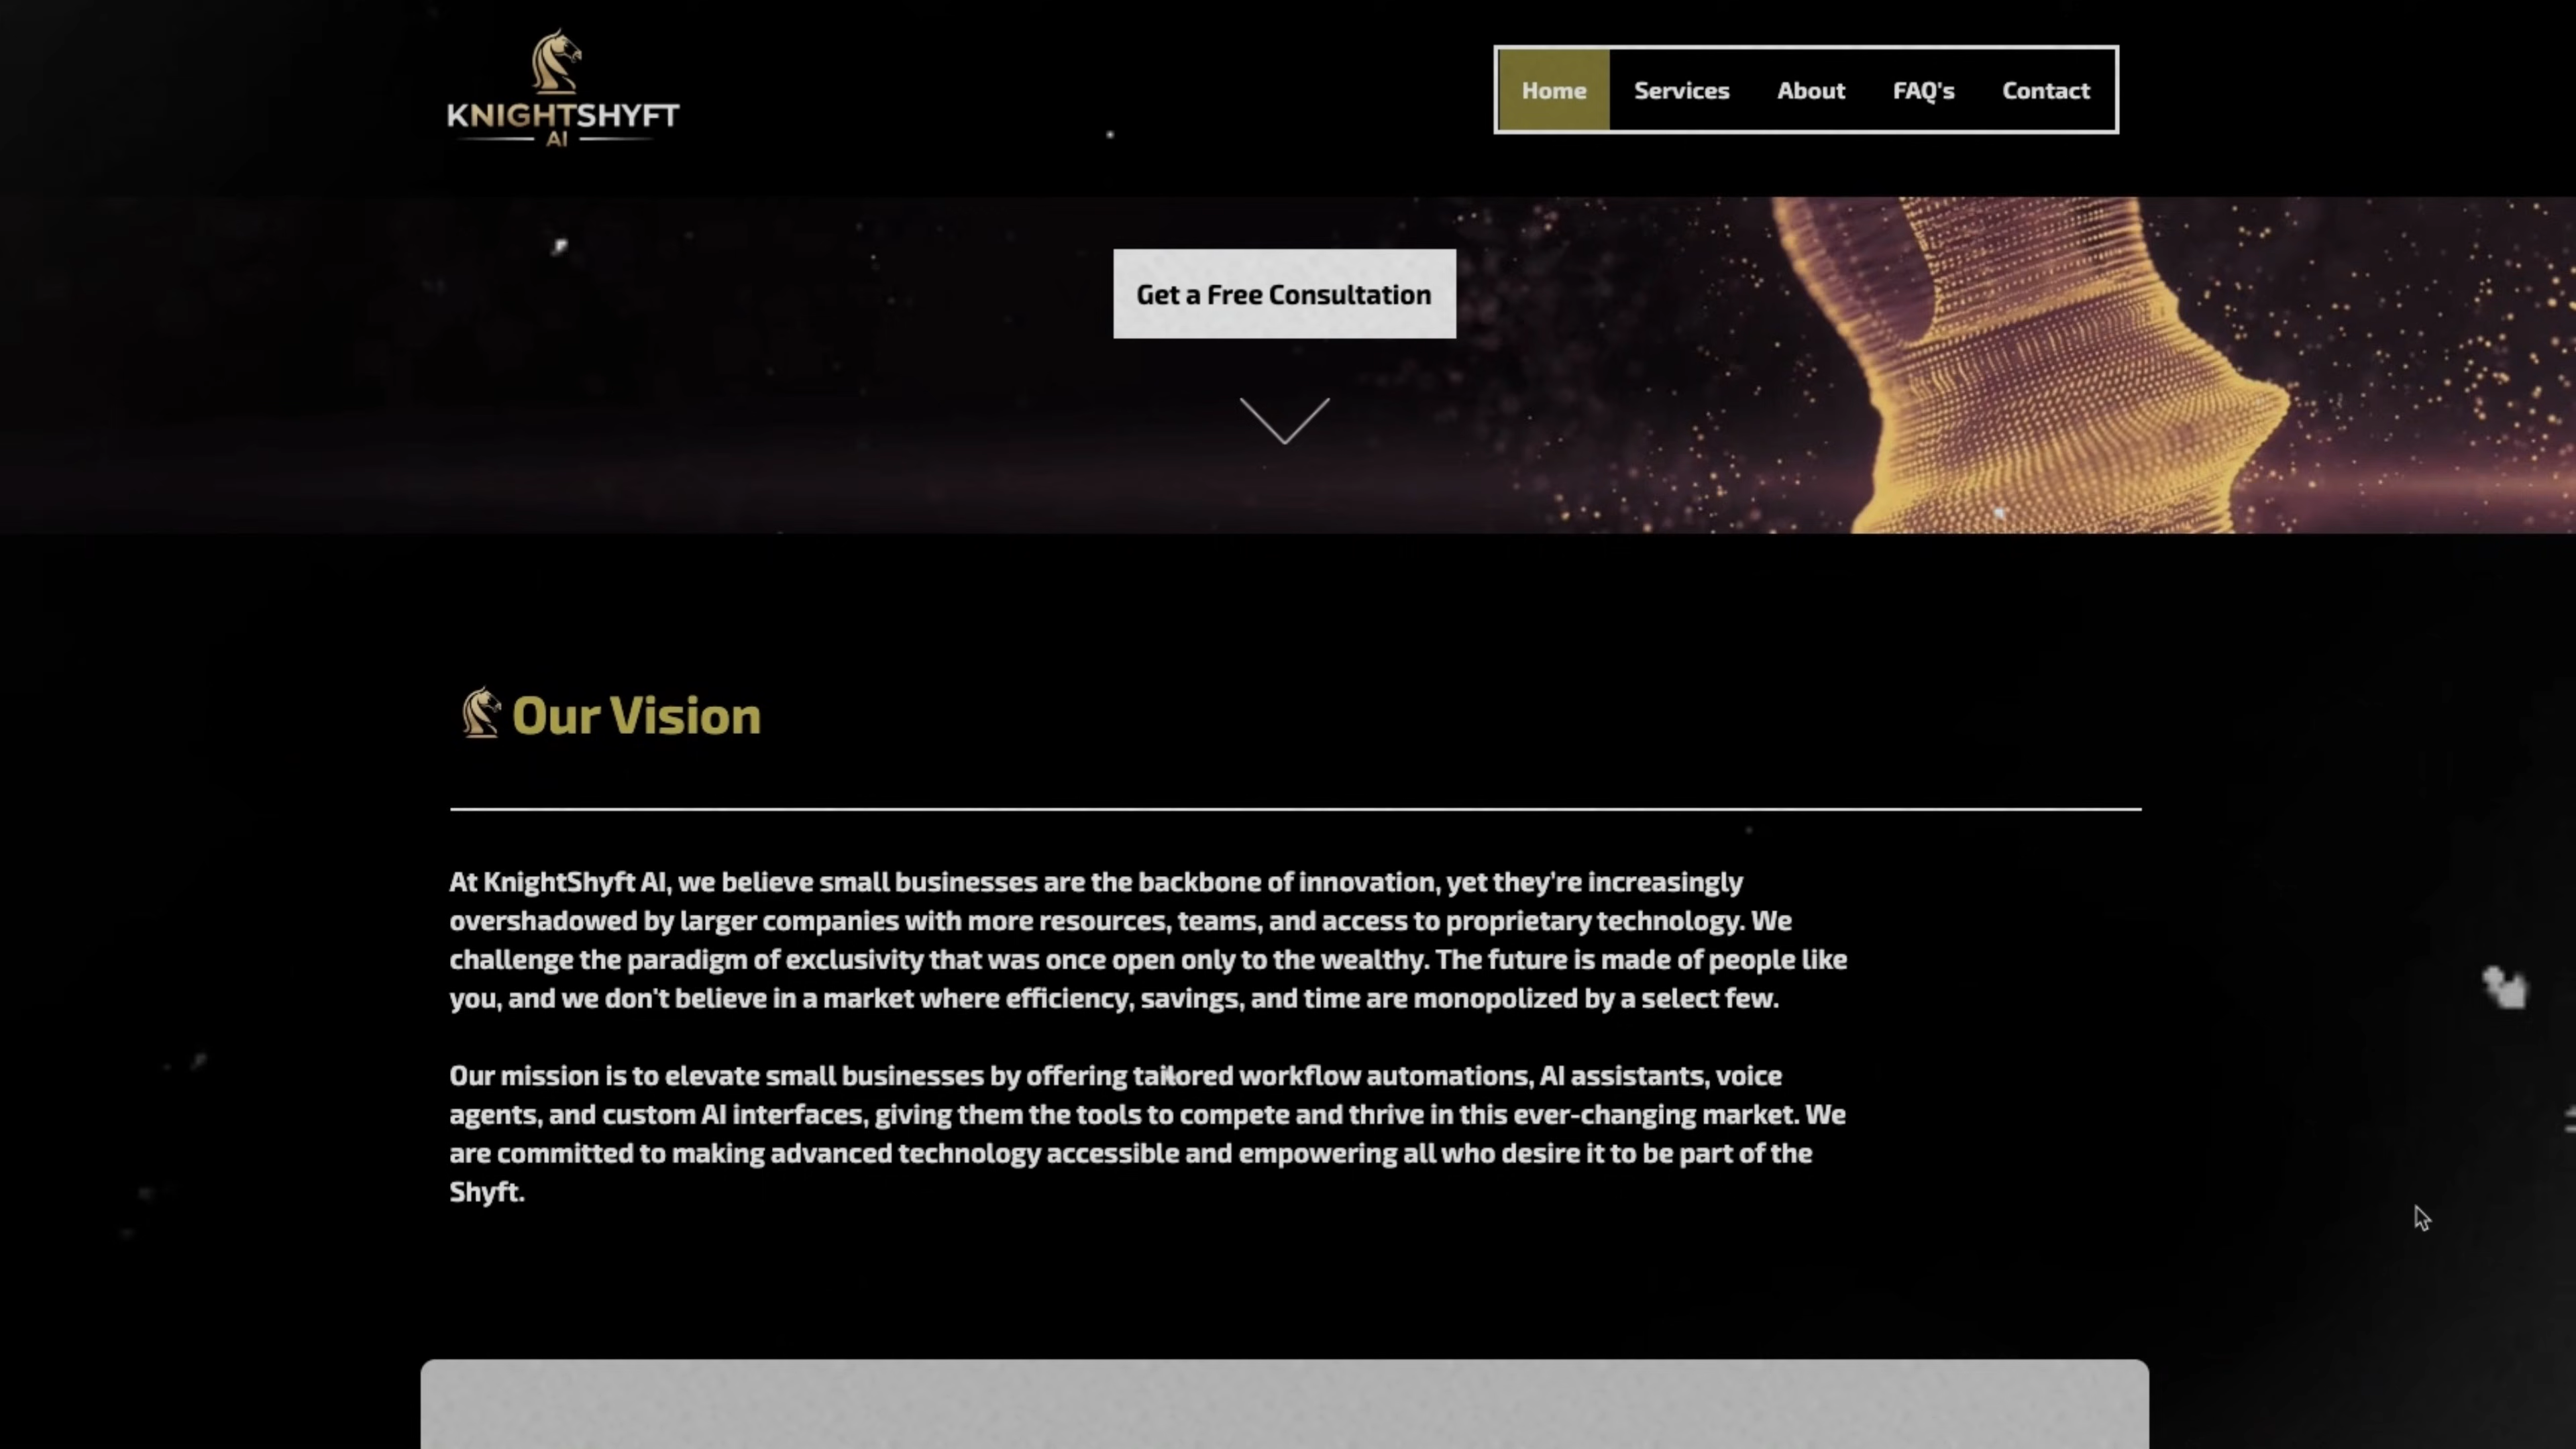 KNIGHTSHYFT
AI
Home Services About FAQ's Contact
Get a Free Consultation
Our Vision
At KnightShyft AI, we believe small businesses are the backbone of innovation, yet they're increasingly
overshadowed by larger companies with more resources, teams, and access to proprietary technology. We
challenge the paradigm of exclusivity that was once open only to the wealthy. The future is made of people like
you, and we don't believe in a market where efficiency, savings, and time are monopolized by a select few.
Our mission is to elevate small businesses by offering tailored workflow automations, AI assistants, voice
agents, and custom AI interfaces, giving them the tools to compete and thrive in this ever-changing market. We
are committed to making advanced technology accessible and empowering all who desire it to be part of the
Shyft.